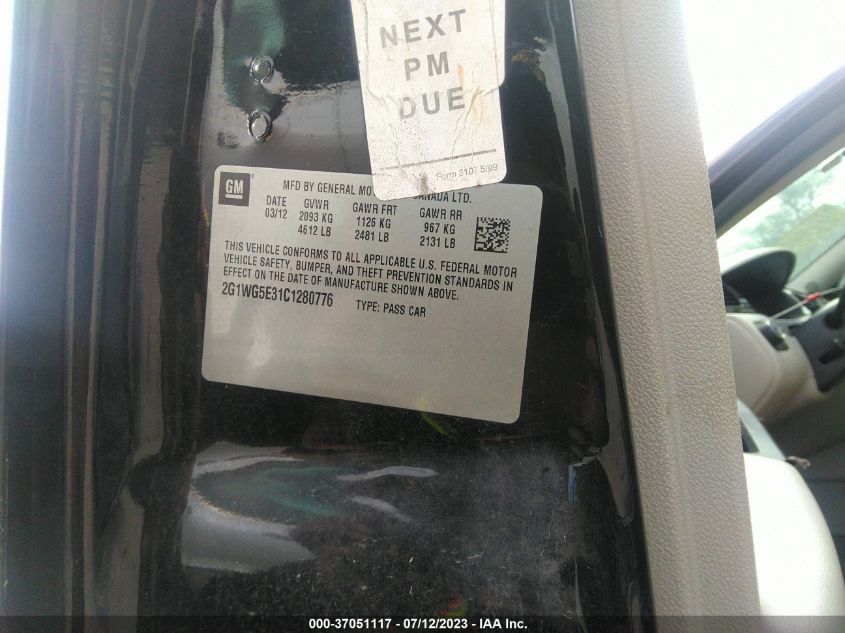 NEXT
PM
DUE
Form 3107 5/99
GM
MFD BY GENERAL MO CANADA LTD.
DATE GVWR GAWR FRT GAWR RR
03/12 2093 KG 1126 KG 967 KG
4612 LB 2481 LB 2131 LB
THIS VEHICLE CONFORMS TO ALL APPLICABLE U.S. FEDERAL MOTOR
VEHICLE SAFETY, BUMPER, AND THEFT PREVENTION STANDARDS IN
EFFECT ON THE DATE OF MANUFACTURE SHOWN ABOVE.
2G1WG5E31C1280776 TYPE: PASS CAR
000-37051117 - 07/12/2023 - IAA Inc.